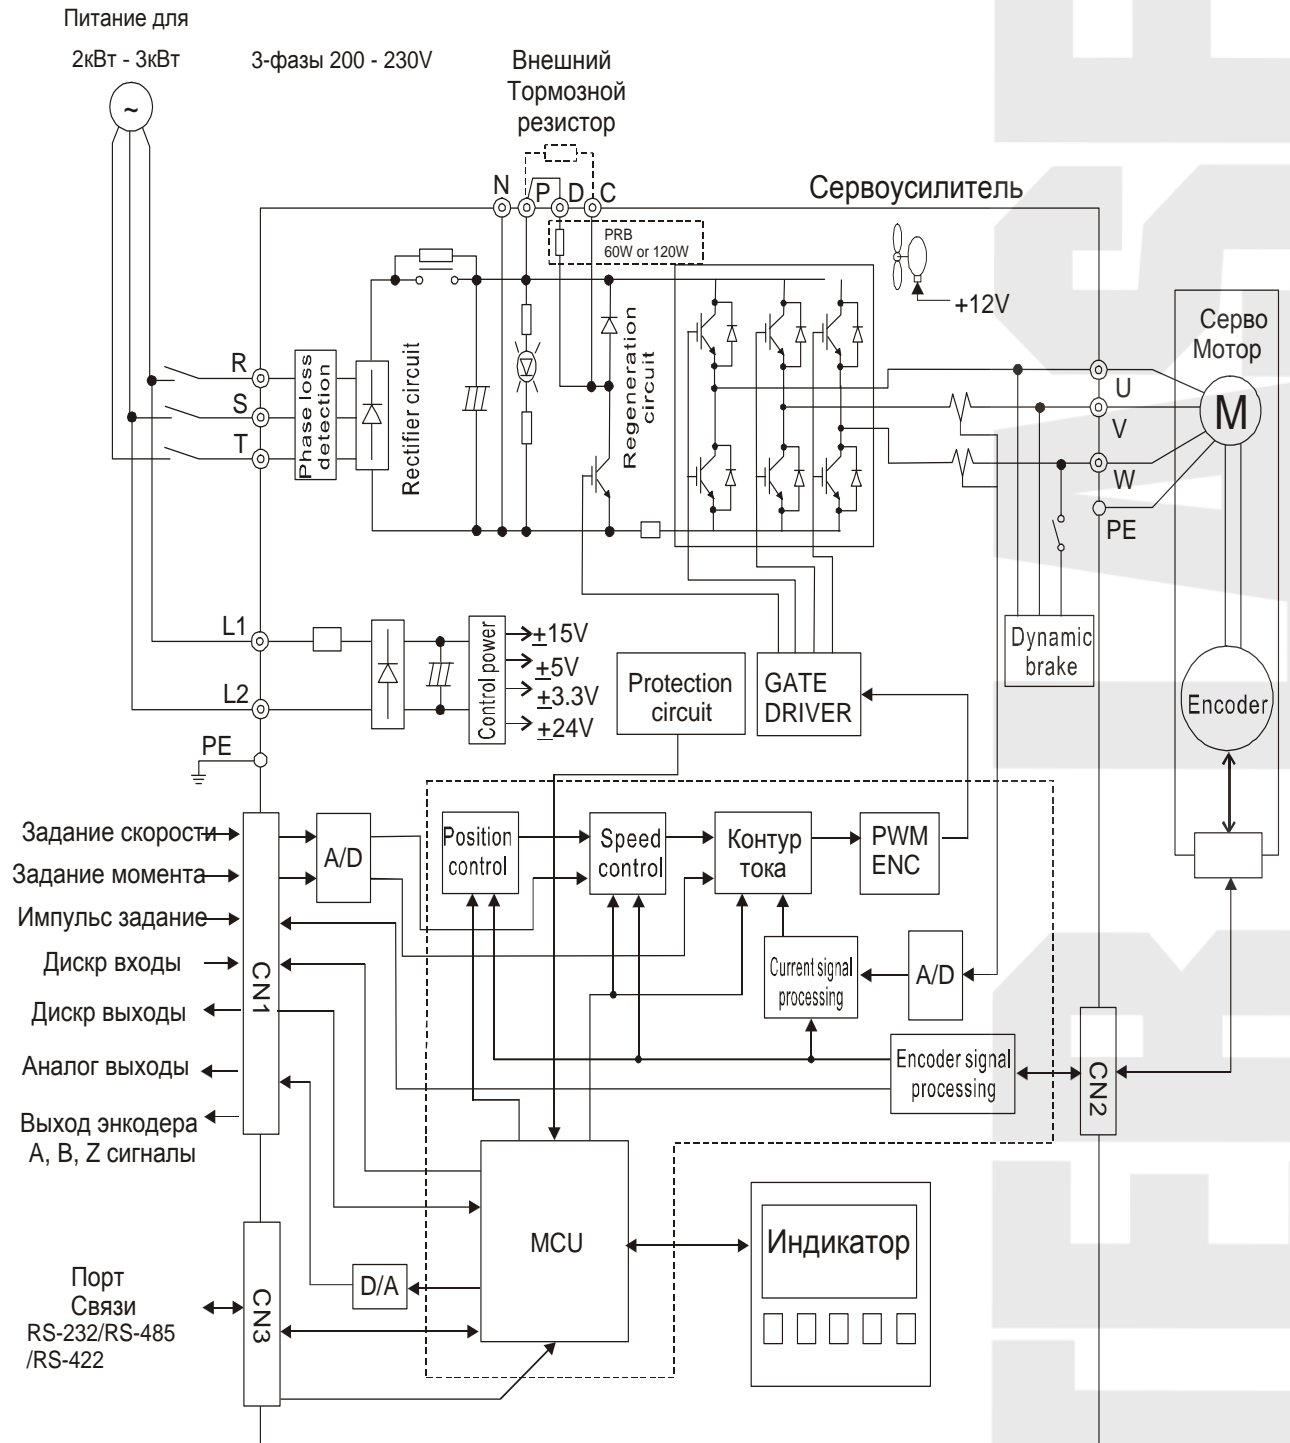 Питание для
2кВт - 3кВт
3-фазы 200 - 230V
Внешний
Тормозной
резистор
~
N
P
D
C
Сервоусилитель
PRB
60W or 120W
+12V
Серво
Мотор
R
S
T
Phase loss
detection
Rectifier circuit
Regeneration
circuit
U
V
W
PE
M
L1
L2
PE
Control power
±15V
±5V
±3.3V
±24V
Protection
circuit
GATE
DRIVER
Dynamic
brake
Encoder
Задание скорости
Задание момента
Импульс задание
Дискр входы
Дискр выходы
Аналог выходы
Выход энкодера
A, B, Z сигналы
CN1
A/D
Position
control
Speed
control
Контур
тока
PWM
ENC
Current signal
processing
A/D
Encoder signal
processing
CN2
MCU
Индикатор
D/A
CN3
Порт
Связи
RS-232/RS-485
/RS-422